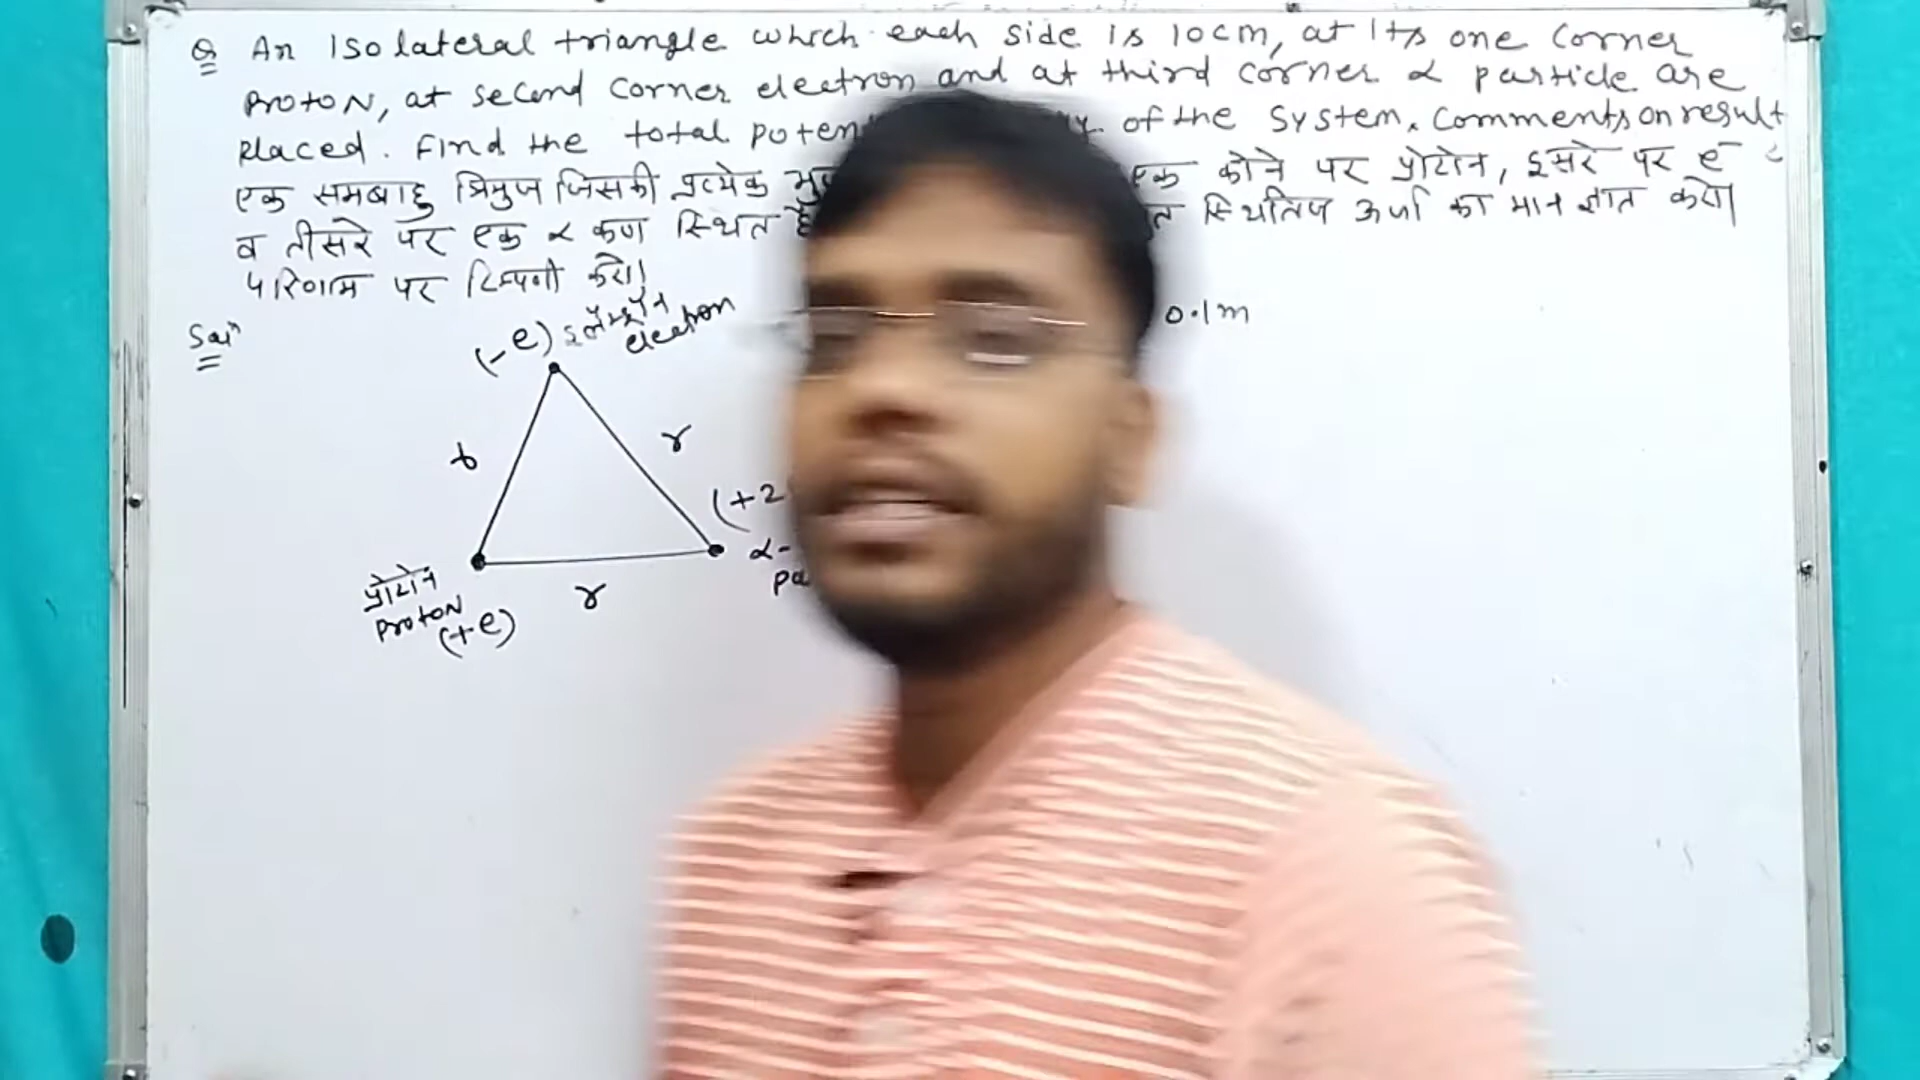 Q An Isolateral triangle which each side is 10cm, at Its one Corner
Proton, at second Corner electron and at third Corner α particle are
Placed. Find the total of the System. Comments on result
एक समबाहु त्रिभुज जिसकी प्रत्येक एक कोने पर प्रोटोन, दूसरे पर e-
व तीसरे पर एक α कण स्थित है स्थितिज ऊर्जा का मान ज्ञात करो।
परिणाम पर टिप्पणी करो।
Sol^n
(-e) इलेक्ट्रॉन
electron
0.1m
r
r
(+2
α-
प्रोटोन
Proton
(+e)
r